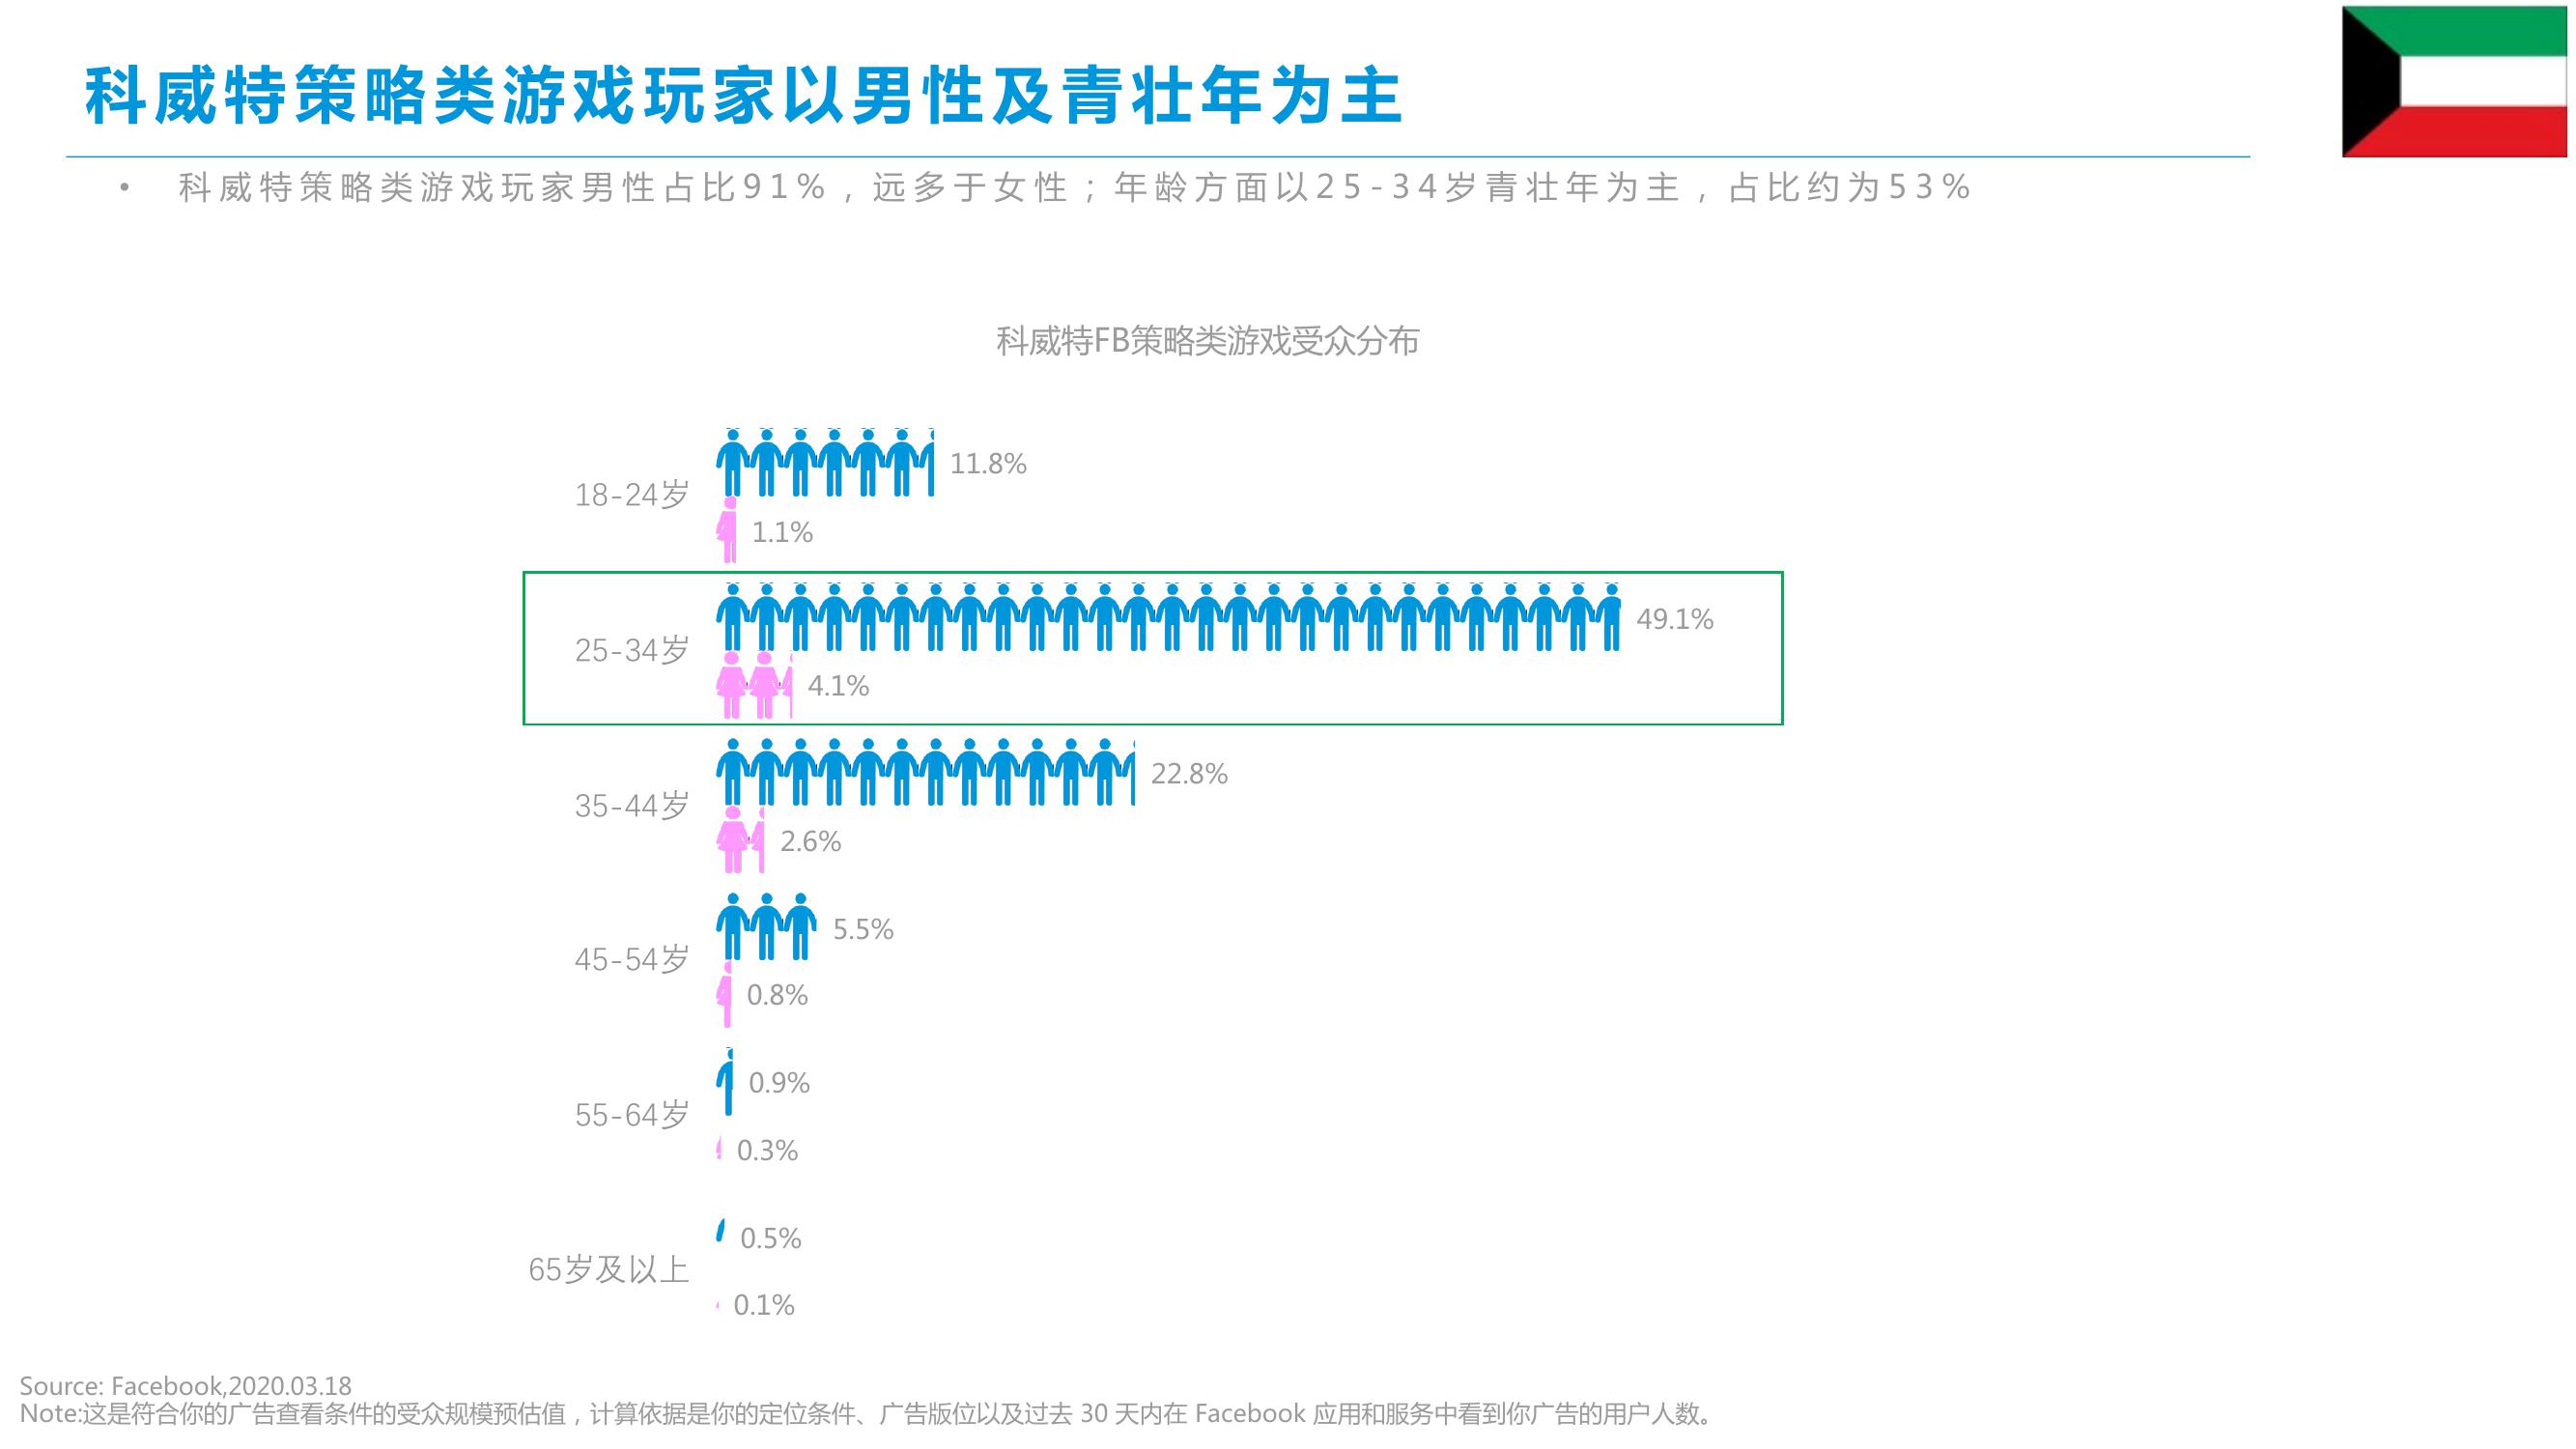 科威特策略类游戏玩家以男性及青壮年为主
• 科威特策略类游戏玩家男性占比91%，远多于女性；年龄方面以25-34岁青壮年为主，占比约为53%
科威特FB策略类游戏受众分布
18-24岁
11.8%
1.1%
25-34岁
49.1%
4.1%
35-44岁
22.8%
2.6%
45-54岁
5.5%
0.8%
55-64岁
0.9%
0.3%
65岁及以上
0.5%
0.1%
Source: Facebook,2020.03.18
Note:这是符合你的广告查看条件的受众规模预估值，计算依据是你的定位条件、广告版位以及过去 30 天内在 Facebook 应用和服务中看到你广告的用户人数。